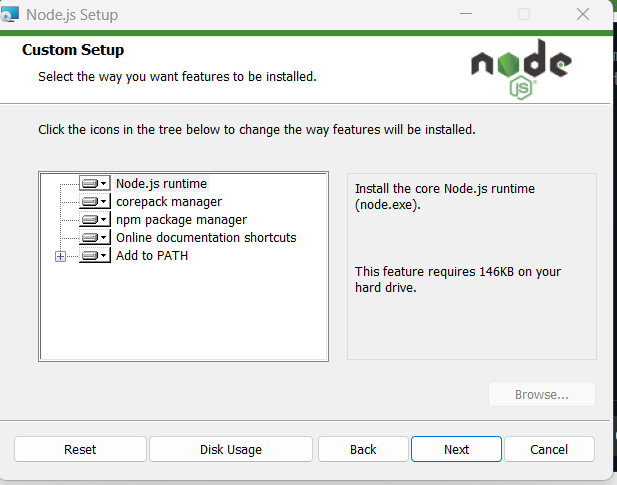 Node.js Setup
Custom Setup
Select the way you want features to be installed.
node
JS
Click the icons in the tree below to change the way features will be installed.
Node.js runtime
corepack manager
npm package manager
Online documentation shortcuts
Add to PATH
Install the core Node.js runtime
(node.exe).
This feature requires 146KB on your
hard drive.
Browse...
Reset
Disk Usage
Back
Next
Cancel